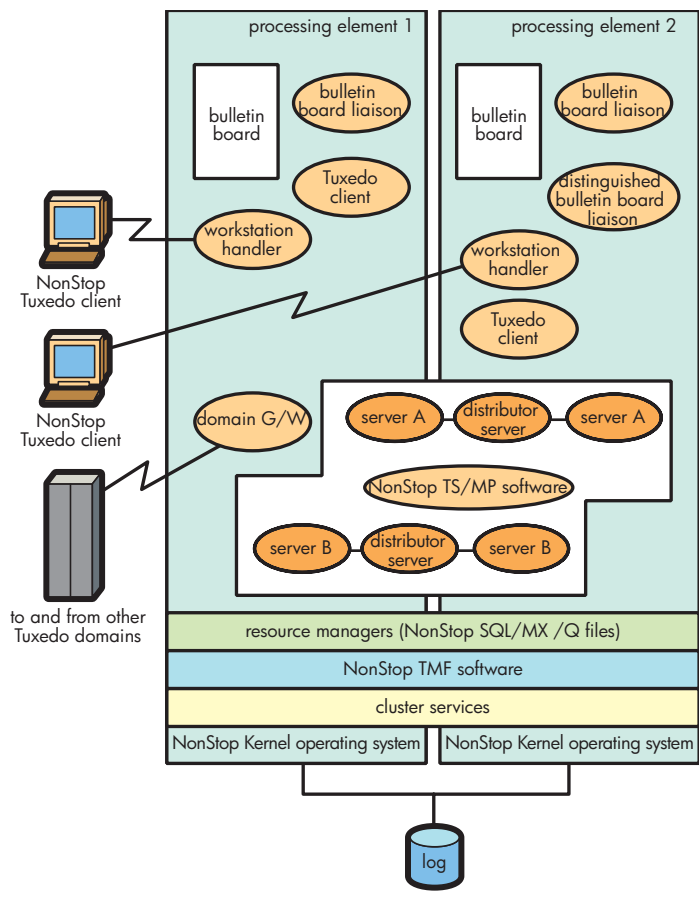 processing element 1
processing element 2
bulletin
board
bulletin
board liaison
Tuxedo
client
workstation
handler
bulletin
board
bulletin
board liaison
distinguished
bulletin board
liaison
workstation
handler
Tuxedo
client
NonStop
Tuxedo client
NonStop
Tuxedo client
domain G/W
to and from other
Tuxedo domains
server A
distributor
server
server A
NonStop TS/MP software
server B
distributor
server
server B
resource managers (NonStop SQL/MX /Q files)
NonStop TMF software
cluster services
NonStop Kernel operating system
NonStop Kernel operating system
log